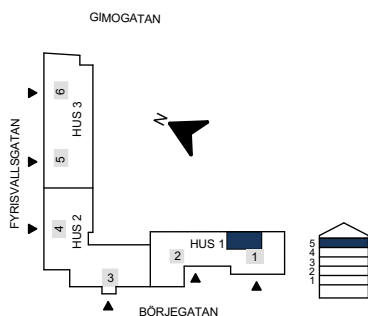 GIMOGATAN
N
FYRISVALLSGATAN
6
HUS 3
5
4
HUS 2
3
HUS 1
2
1
5
4
3
2
1
BÖRJEGATAN